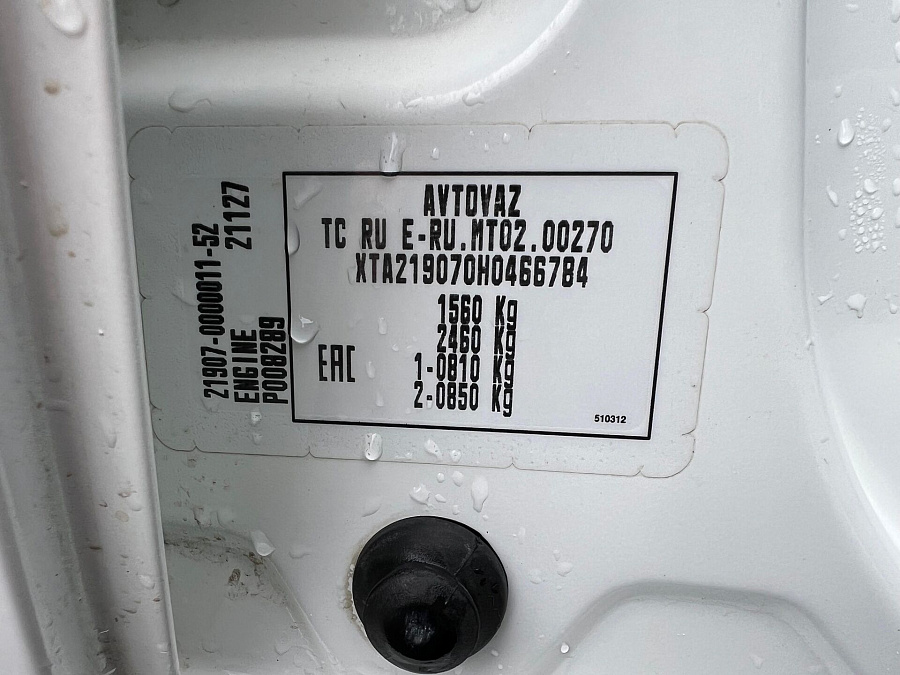 AVTOVAZ
TC RU E-RU.MT02.00270
XTA219070H0466784
1560 Kg
2460 Kg
1-0810 Kg
2-0850 Kg
EAC
510312
21907-0000011-52
ENGINE 21127
P008289